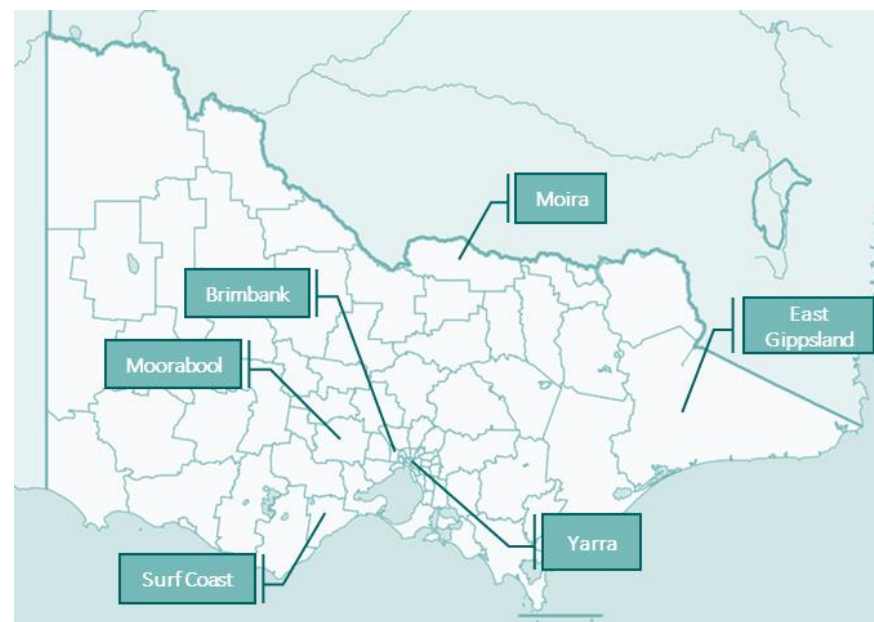 Moira
Brimbank
East
Gippsland
Moorabool
Yarra
Surf Coast